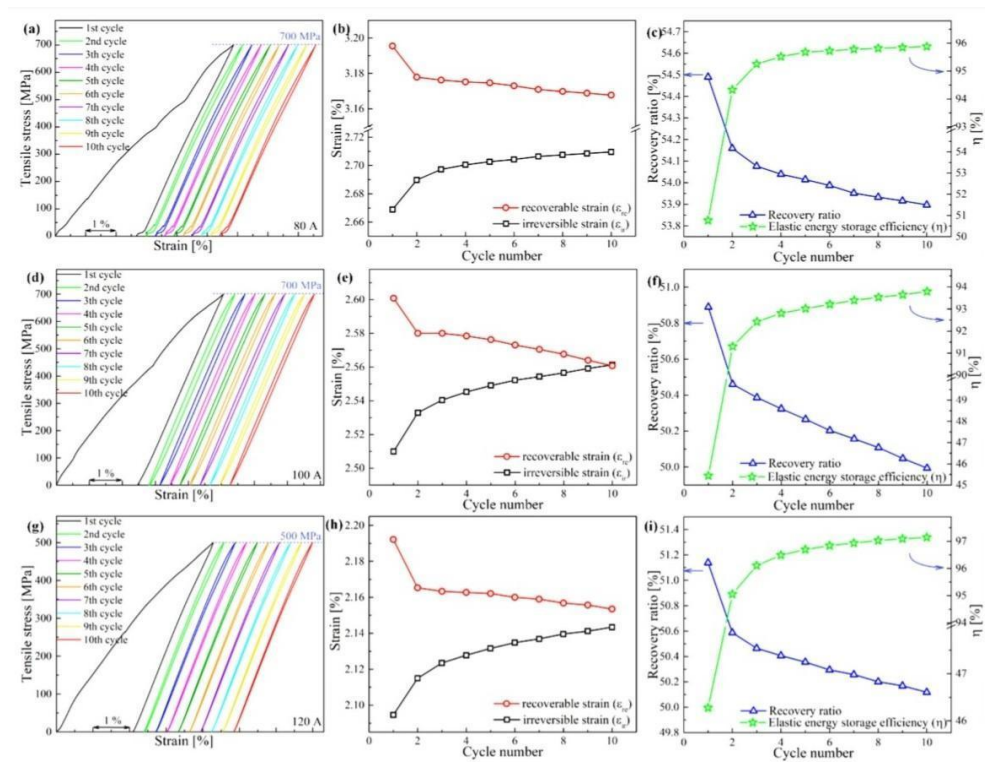 (a)
1st cycle
2nd cycle
3th cycle
4th cycle
5th cycle
6th cycle
7th cycle
8th cycle
9th cycle
10th cycle
700 MPa
700
600
500
400
300
200
100
0
Tensile stress [MPa]
1 %
80 A
Strain [%]
(b)
3.20
3.18
3.16
2.72
2.70
2.68
2.66
Strain [%]
recoverable strain (εre)
irreversible strain (εir)
0 2 4 6 8 10
Cycle number
(c)
54.7
54.6
54.5
54.4
54.3
54.2
54.1
54.0
53.9
53.8
Recovery ratio [%]
96
95
94
93
54
53
52
51
50
η [%]
Recovery ratio
Elastic energy storage efficiency (η)
0 2 4 6 8 10
Cycle number
(d)
1st cycle
2nd cycle
3th cycle
4th cycle
5th cycle
6th cycle
7th cycle
8th cycle
9th cycle
10th cycle
700 MPa
700
600
500
400
300
200
100
0
Tensile stress [MPa]
1 %
100 A
Strain [%]
(e)
2.60
2.58
2.56
2.54
2.52
2.50
Strain [%]
recoverable strain (εre)
irreversible strain (εir)
0 2 4 6 8 10
Cycle number
(f)
51.0
50.8
50.6
50.4
50.2
50.0
Recovery ratio [%]
94
93
92
91
90
49
48
47
46
45
η [%]
Recovery ratio
Elastic energy storage efficiency (η)
0 2 4 6 8 10
Cycle number
(g)
1st cycle
2nd cycle
3th cycle
4th cycle
5th cycle
6th cycle
7th cycle
8th cycle
9th cycle
10th cycle
500 MPa
500
400
300
200
100
0
Tensile stress [MPa]
1 %
120 A
Strain [%]
(h)
2.20
2.18
2.16
2.14
2.12
2.10
Strain [%]
recoverable strain (εre)
irreversible strain (εir)
0 2 4 6 8 10
Cycle number
(i)
51.4
51.2
51.0
50.8
50.6
50.4
50.2
50.0
49.8
Recovery ratio [%]
97
96
95
94
47
46
η [%]
Recovery ratio
Elastic energy storage efficiency (η)
0 2 4 6 8 10
Cycle number